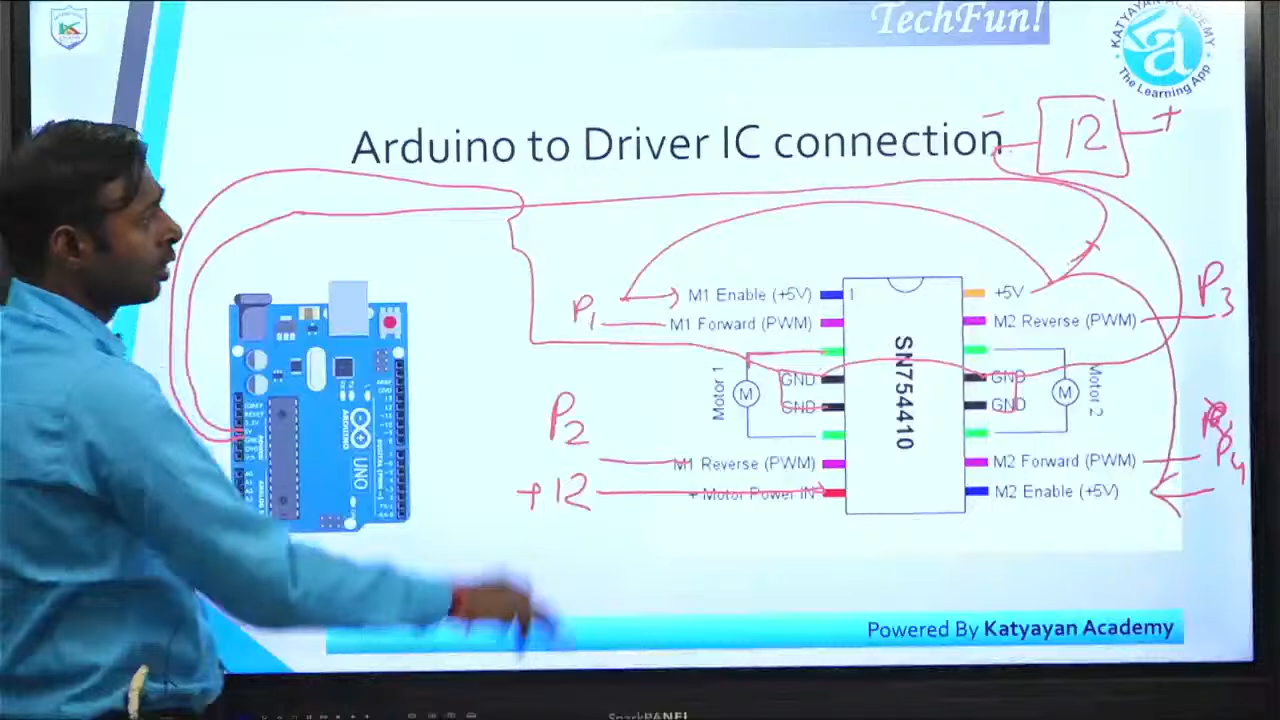 TechFun!
KATYAYAN ACADEMY
The Learning App
12
- +
Arduino to Driver IC connection
P1
M1 Enable (+5V)
M1 Forward (PWM)
GND
GND
Motor 1
M
P2
M1 Reverse (PWM)
+12
+ Motor Power IN
1
SN754410
+5V
M2 Reverse (PWM)
P3
GND
GND
M
Motor 2
M2 Forward (PWM)
P4
M2 Enable (+5V)
UNO
Powered By Katyayan Academy